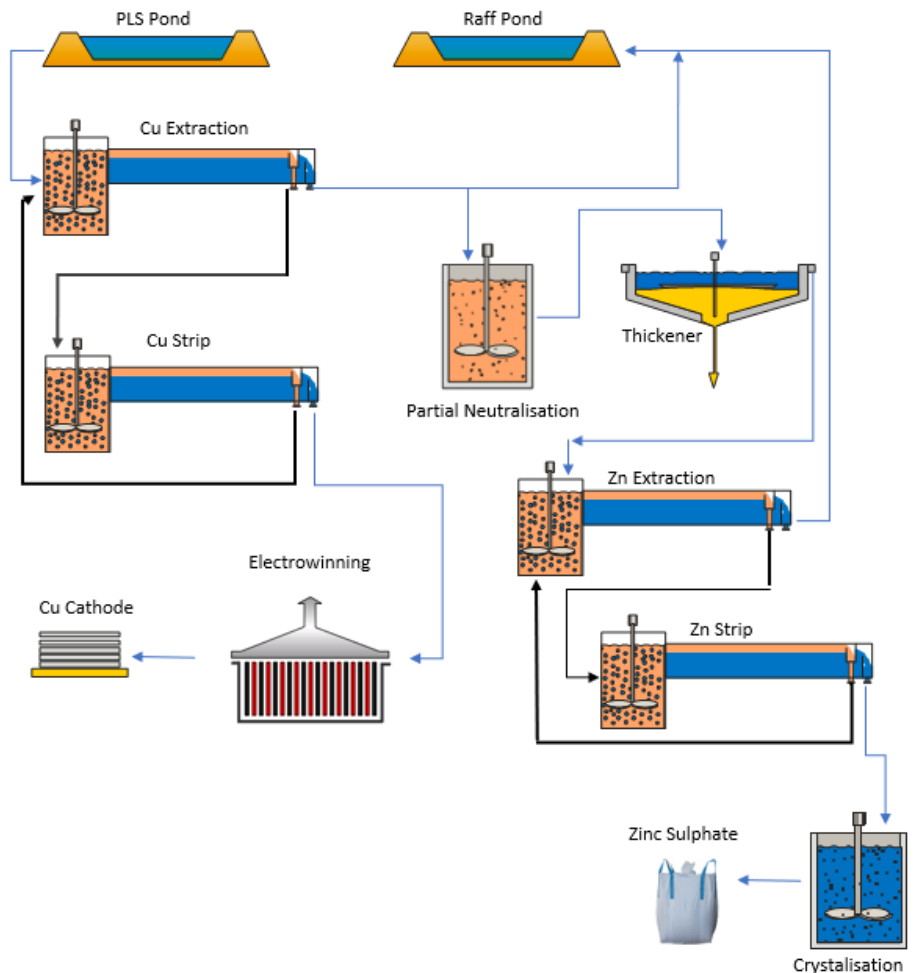 PLS Pond
Raff Pond
Cu Extraction
Cu Strip
Thickener
Partial Neutralisation
Zn Extraction
Electrowinning
Cu Cathode
Zn Strip
Zinc Sulphate
Crystalisation